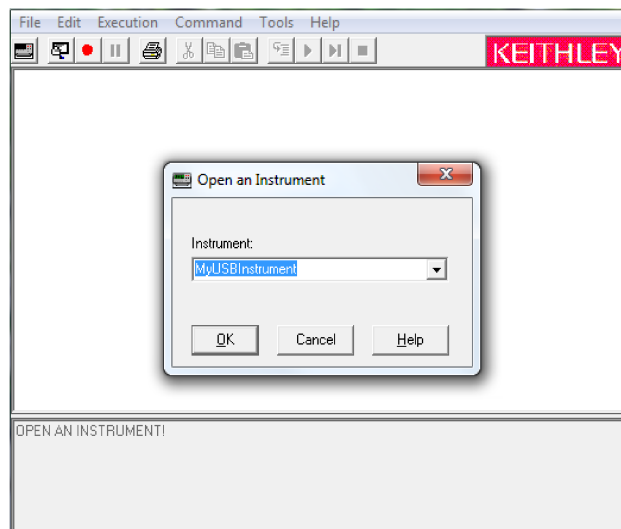 File Edit Execution Command Tools Help
KEITHLEY
Open an Instrument
Instrument:
MyUSBInstrument
OK Cancel Help
OPEN AN INSTRUMENT!